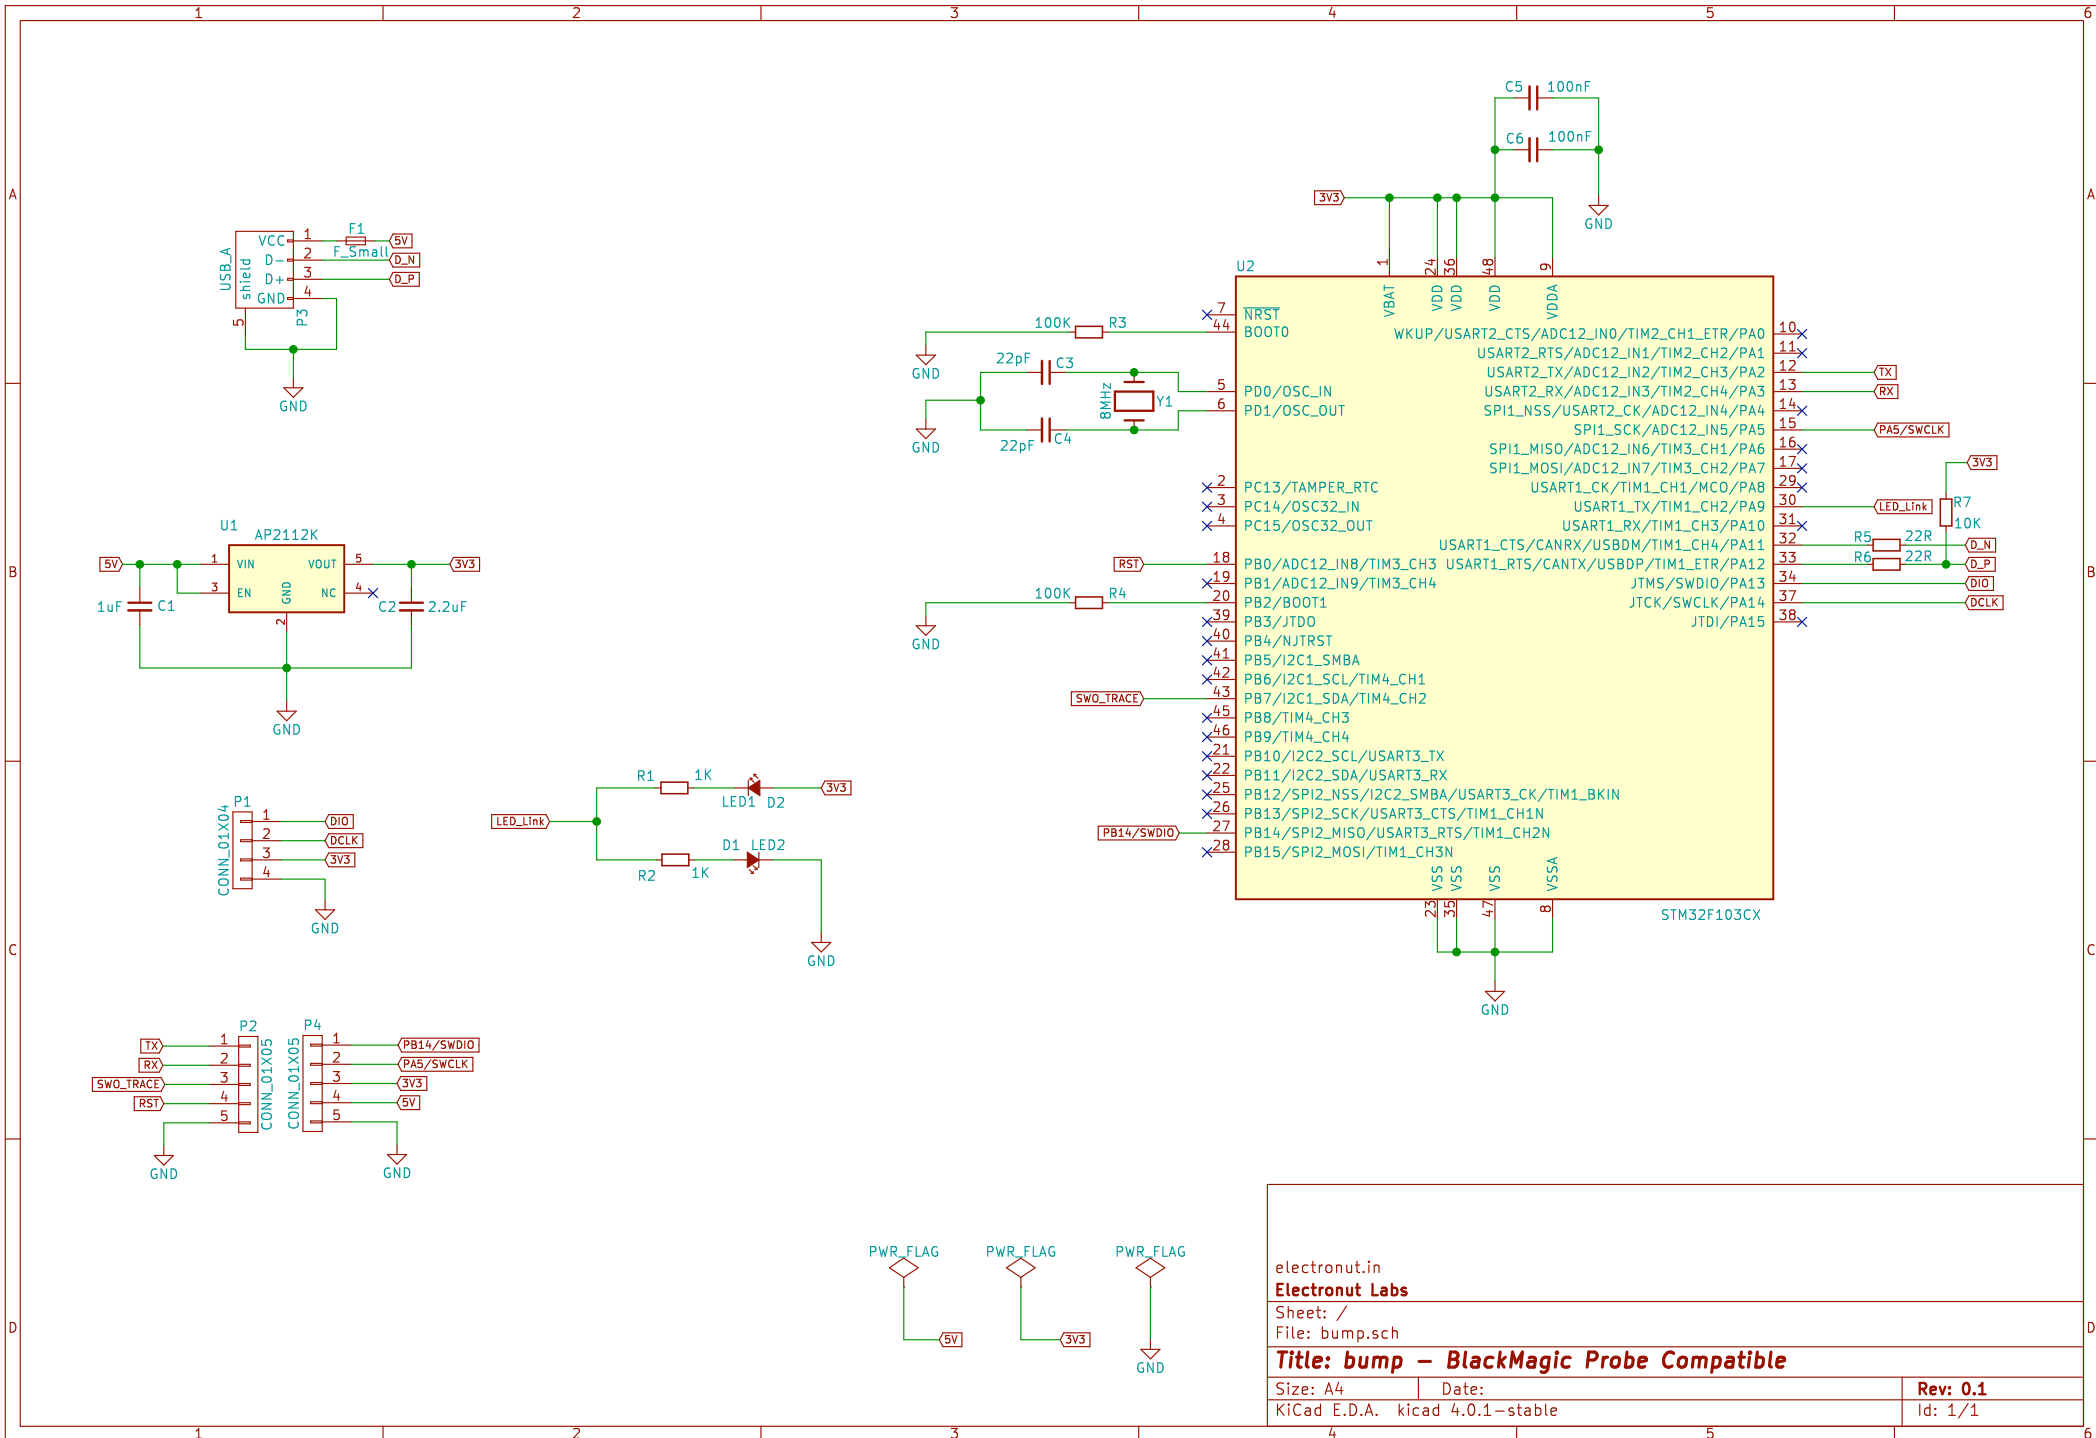 1 2 3 4 5 6
A
B
C
D
A
B
C
D
1 2 3 4 5 6
USB_A
shield
VCC 1
D- 2
D+ 3
GND 4
5
P3
F1
F_Small
5V
D_N
D_P
GND
U1
AP2112K
5V
1 VIN
3 EN
VOUT 5
NC 4
GND
2
1uF C1
C2 2.2uF
3V3
GND
P1
CONN_01X04
1 DIO
2 DCLK
3 3V3
4
GND
P2
CONN_01X05
TX 1
RX 2
SWO_TRACE 3
RST 4
5
GND
P4
CONN_01X05
1 PB14/SWDIO
2 PA5/SWCLK
3 3V3
4 5V
5
GND
LED_Link
R1 1K
LED1 D2
3V3
D1 LED2
R2 1K
GND
C5 100nF
C6 100nF
GND
3V3
U2
1 24 36 48 9
VBAT VDD VDD VDD VDDA
100K R3
GND
22pF C3
8MHz Y1
22pF C4
GND
RST
100K R4
GND
SWO_TRACE
PB14/SWDIO
7 NRST
44 BOOT0
5 PD0/OSC_IN
6 PD1/OSC_OUT
2 PC13/TAMPER_RTC
3 PC14/OSC32_IN
4 PC15/OSC32_OUT
18 PB0/ADC12_IN8/TIM3_CH3
19 PB1/ADC12_IN9/TIM3_CH4
20 PB2/BOOT1
39 PB3/JTDO
40 PB4/NJTRST
41 PB5/I2C1_SMBA
42 PB6/I2C1_SCL/TIM4_CH1
43 PB7/I2C1_SDA/TIM4_CH2
45 PB8/TIM4_CH3
46 PB9/TIM4_CH4
21 PB10/I2C2_SCL/USART3_TX
22 PB11/I2C2_SDA/USART3_RX
25 PB12/SPI2_NSS/I2C2_SMBA/USART3_CK/TIM1_BKIN
26 PB13/SPI2_SCK/USART3_CTS/TIM1_CH1N
27 PB14/SPI2_MISO/USART3_RTS/TIM1_CH2N
28 PB15/SPI2_MOSI/TIM1_CH3N
WKUP/USART2_CTS/ADC12_IN0/TIM2_CH1_ETR/PA0 10
USART2_RTS/ADC12_IN1/TIM2_CH2/PA1 11
USART2_TX/ADC12_IN2/TIM2_CH3/PA2 12 TX
USART2_RX/ADC12_IN3/TIM2_CH4/PA3 13 RX
SPI1_NSS/USART2_CK/ADC12_IN4/PA4 14
SPI1_SCK/ADC12_IN5/PA5 15 PA5/SWCLK
SPI1_MISO/ADC12_IN6/TIM3_CH1/PA6 16
SPI1_MOSI/ADC12_IN7/TIM3_CH2/PA7 17
USART1_CK/TIM1_CH1/MCO/PA8 29
USART1_TX/TIM1_CH2/PA9 30 LED_Link
USART1_RX/TIM1_CH3/PA10 31
USART1_CTS/CANRX/USBDM/TIM1_CH4/PA11 32 R5 22R D_N
USART1_RTS/CANTX/USBDP/TIM1_ETR/PA12 33 R6 22R D_P
JTMS/SWDIO/PA13 34 DIO
JTCK/SWCLK/PA14 37 DCLK
JTDI/PA15 38
3V3
R7
10K
VSS VSS VSS VSSA
23 35 47 8
STM32F103CX
GND
PWR_FLAG PWR_FLAG PWR_FLAG
5V 3V3 GND
electronut.in
Electronut Labs
Sheet: /
File: bump.sch
Title: bump – BlackMagic Probe Compatible
Size: A4 Date: Rev: 0.1
KiCad E.D.A. kicad 4.0.1-stable Id: 1/1